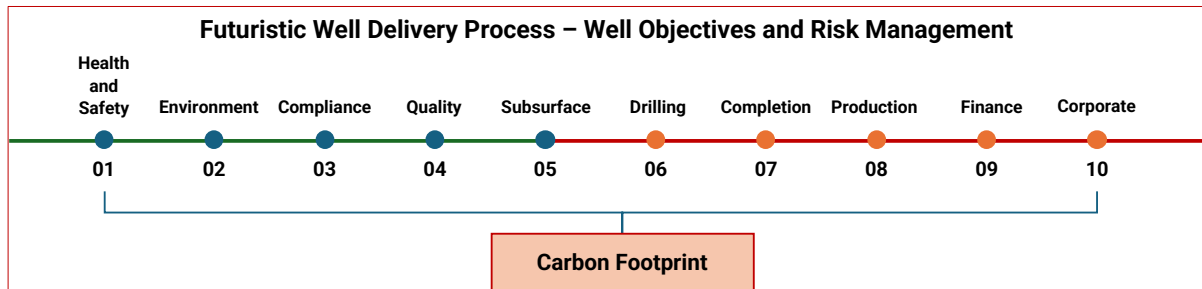 Futuristic Well Delivery Process – Well Objectives and Risk Management
Health
and
Safety
Environment
Compliance
Quality
Subsurface
Drilling
Completion
Production
Finance
Corporate
01 02 03 04 05 06 07 08 09 10
Carbon Footprint